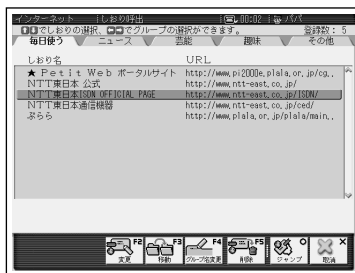 インターネット ｜しおり呼出 ｜ 00:02｜ パパ
でしおりの選択、でグループの選択ができます。 登録数: 5
毎日使う ニュース 芸能 趣味 その他
しおり名 URL
★ Ｐｅｔｉｔ Ｗｅｂ ポータルサイト http://www.pi2000e.plala.or.jp/cg..
ＮＴＴ東日本 公式 http://www.ntt-east.co.jp/
ＮＴＴ東日本ISDN OFFICIAL PAGE http://www.ntt-east.co.jp/ISDN/
ＮＴＴ東日本通信機器 http://www.ntt-east.co.jp/ced/
ぷらら http://www.plala.or.jp/plala/main..
F2 F3 F4 F5 ○ ×
変更 移動 グループ名変更 削除 ジャンプ 取消